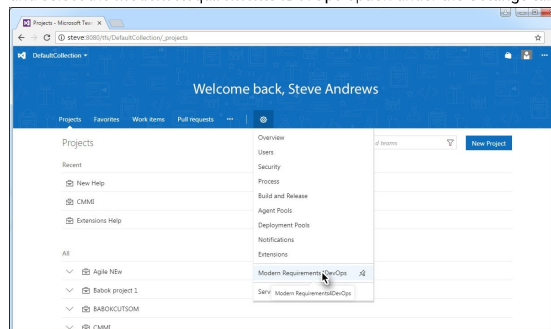 Projects - Microsoft Tea
steve:8080/tfs/DefaultCollection/_projects
DefaultCollection
Welcome back, Steve Andrews
Projects Favorites Work items Pull requests ...
Projects
d teams
New Project
Recent
New Help
CMMI
Extensions Help
All
Agile NEw
Babok project 1
BABOKCUTSOM
CMMI
Overview
Users
Security
Process
Build and Release
Agent Pools
Deployment Pools
Notifications
Extensions
Modern Requirements4DevOps
Serv
Modern Requirements4DevOps